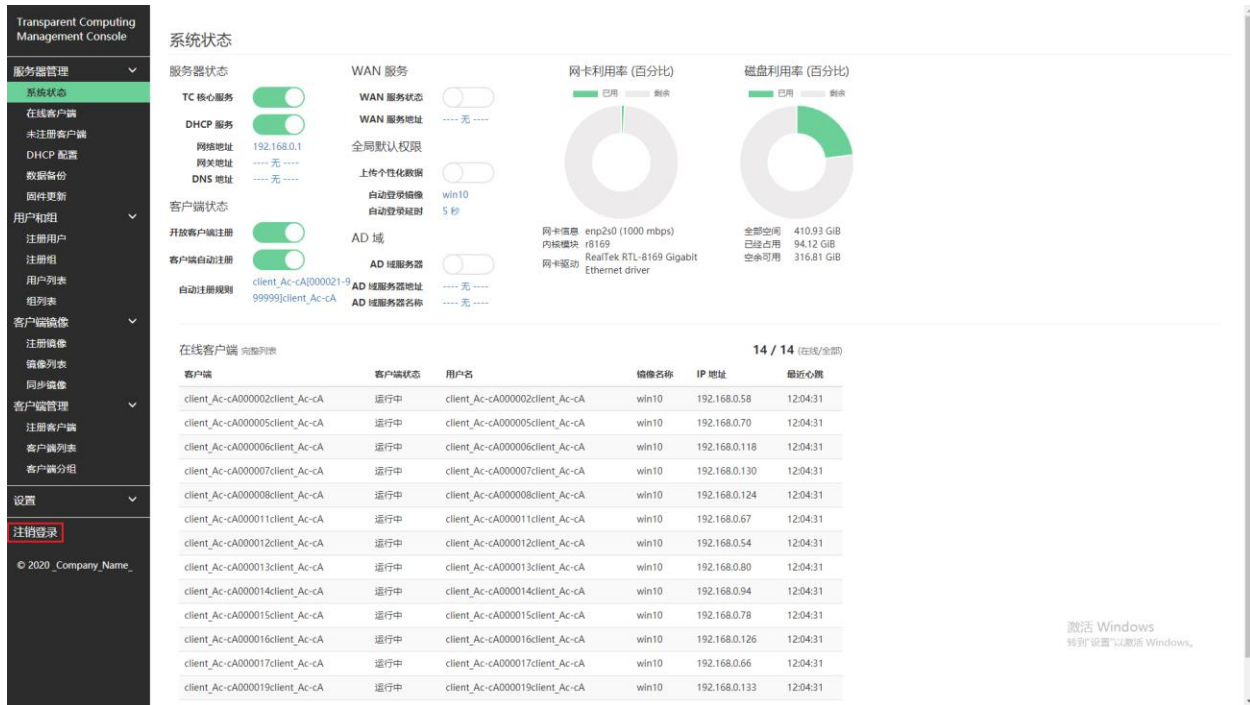 Transparent Computing
Management Console
服务器管理
系统状态
在线客户端
未注册客户端
DHCP 配置
数据备份
固件更新
用户和组
注册用户
注册组
用户列表
组列表
客户端镜像
注册镜像
镜像列表
同步镜像
客户端管理
注册客户端
客户端列表
客户端分组
设置
注销登录
© 2020 _Company_Name_
系统状态
服务器状态
TC 核心服务
DHCP 服务
网络地址 192.168.0.1
网关地址 ---- 无 ----
DNS 地址 ---- 无 ----
客户端状态
开放客户端注册
客户端自动注册
自动注册规则 client_Ac-cA[000021-9
99999]client_Ac-cA
WAN 服务
WAN 服务状态
WAN 服务地址 ---- 无 ----
全局默认权限
上传个性化数据
自动登录镜像 win10
自动登录延时 5 秒
AD 域
AD 域服务器
AD 域服务器地址 ---- 无 ----
AD 域服务器名称 ---- 无 ----
网卡利用率 (百分比)
已用 剩余
网卡信息 enp2s0 (1000 mbps)
内核模块 r8169
网卡驱动 RealTek RTL-8169 Gigabit
Ethernet driver
磁盘利用率 (百分比)
已用 剩余
全部空间 410.93 GiB
已经占用 94.12 GiB
空余可用 316.81 GiB
在线客户端 完整列表 14 / 14 (在线/全部)
客户端 客户端状态 用户名 镜像名称 IP 地址 最近心跳
client_Ac-cA000002client_Ac-cA 运行中 client_Ac-cA000002client_Ac-cA win10 192.168.0.58 12:04:31
client_Ac-cA000005client_Ac-cA 运行中 client_Ac-cA000005client_Ac-cA win10 192.168.0.70 12:04:31
client_Ac-cA000006client_Ac-cA 运行中 client_Ac-cA000006client_Ac-cA win10 192.168.0.118 12:04:31
client_Ac-cA000007client_Ac-cA 运行中 client_Ac-cA000007client_Ac-cA win10 192.168.0.130 12:04:31
client_Ac-cA000008client_Ac-cA 运行中 client_Ac-cA000008client_Ac-cA win10 192.168.0.124 12:04:31
client_Ac-cA000011client_Ac-cA 运行中 client_Ac-cA000011client_Ac-cA win10 192.168.0.67 12:04:31
client_Ac-cA000012client_Ac-cA 运行中 client_Ac-cA000012client_Ac-cA win10 192.168.0.54 12:04:31
client_Ac-cA000013client_Ac-cA 运行中 client_Ac-cA000013client_Ac-cA win10 192.168.0.80 12:04:31
client_Ac-cA000014client_Ac-cA 运行中 client_Ac-cA000014client_Ac-cA win10 192.168.0.94 12:04:31
client_Ac-cA000015client_Ac-cA 运行中 client_Ac-cA000015client_Ac-cA win10 192.168.0.78 12:04:31
client_Ac-cA000016client_Ac-cA 运行中 client_Ac-cA000016client_Ac-cA win10 192.168.0.126 12:04:31
client_Ac-cA000017client_Ac-cA 运行中 client_Ac-cA000017client_Ac-cA win10 192.168.0.66 12:04:31
client_Ac-cA000019client_Ac-cA 运行中 client_Ac-cA000019client_Ac-cA win10 192.168.0.133 12:04:31
激活 Windows
转到"设置"以激活 Windows。